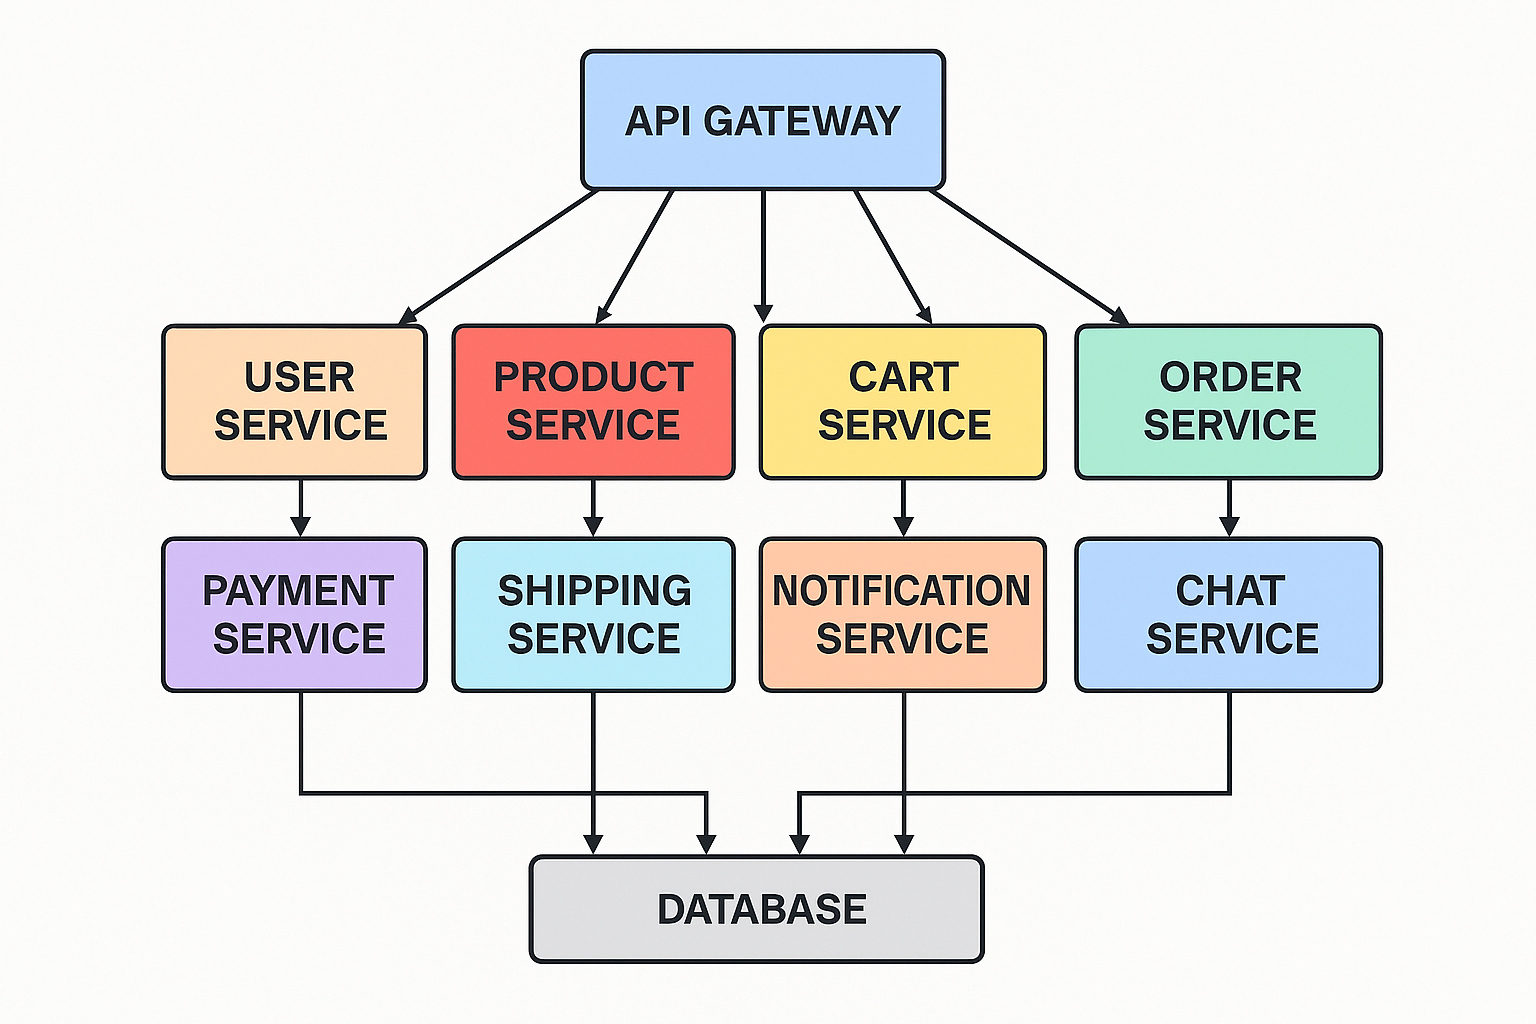 API GATEWAY
USER
SERVICE
PRODUCT
SERVICE
CART
SERVICE
ORDER
SERVICE
PAYMENT
SERVICE
SHIPPING
SERVICE
NOTIFICATION
SERVICE
CHAT
SERVICE
DATABASE